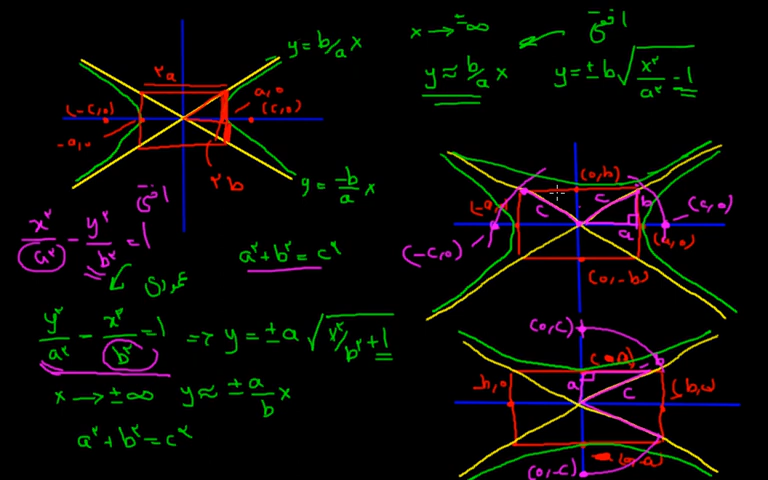 y = b/a x
۲a
(-c,0)
a,0
(c,0)
-a,0
۲b
y = -b/a x
x → ±∞
افقی
y ≈ b/a x
y = ±b√(x²/a² - 1)
افقی
x²/a² - y²/b² = 1
a² + b² = c²
عمودی
y²/a² - x²/b² = 1 ⇒ y = ±a√(x²/b² + 1)
x → ±∞ y ≈ ±a/b x
a² + b² = c²
(0,b)
c
c
b
(c,0)
a
(a,0)
(-c,0)
(0,-b)
(0,c)
b
a
c
(b,0)
-b,0
(0,-a)
(0,-c)